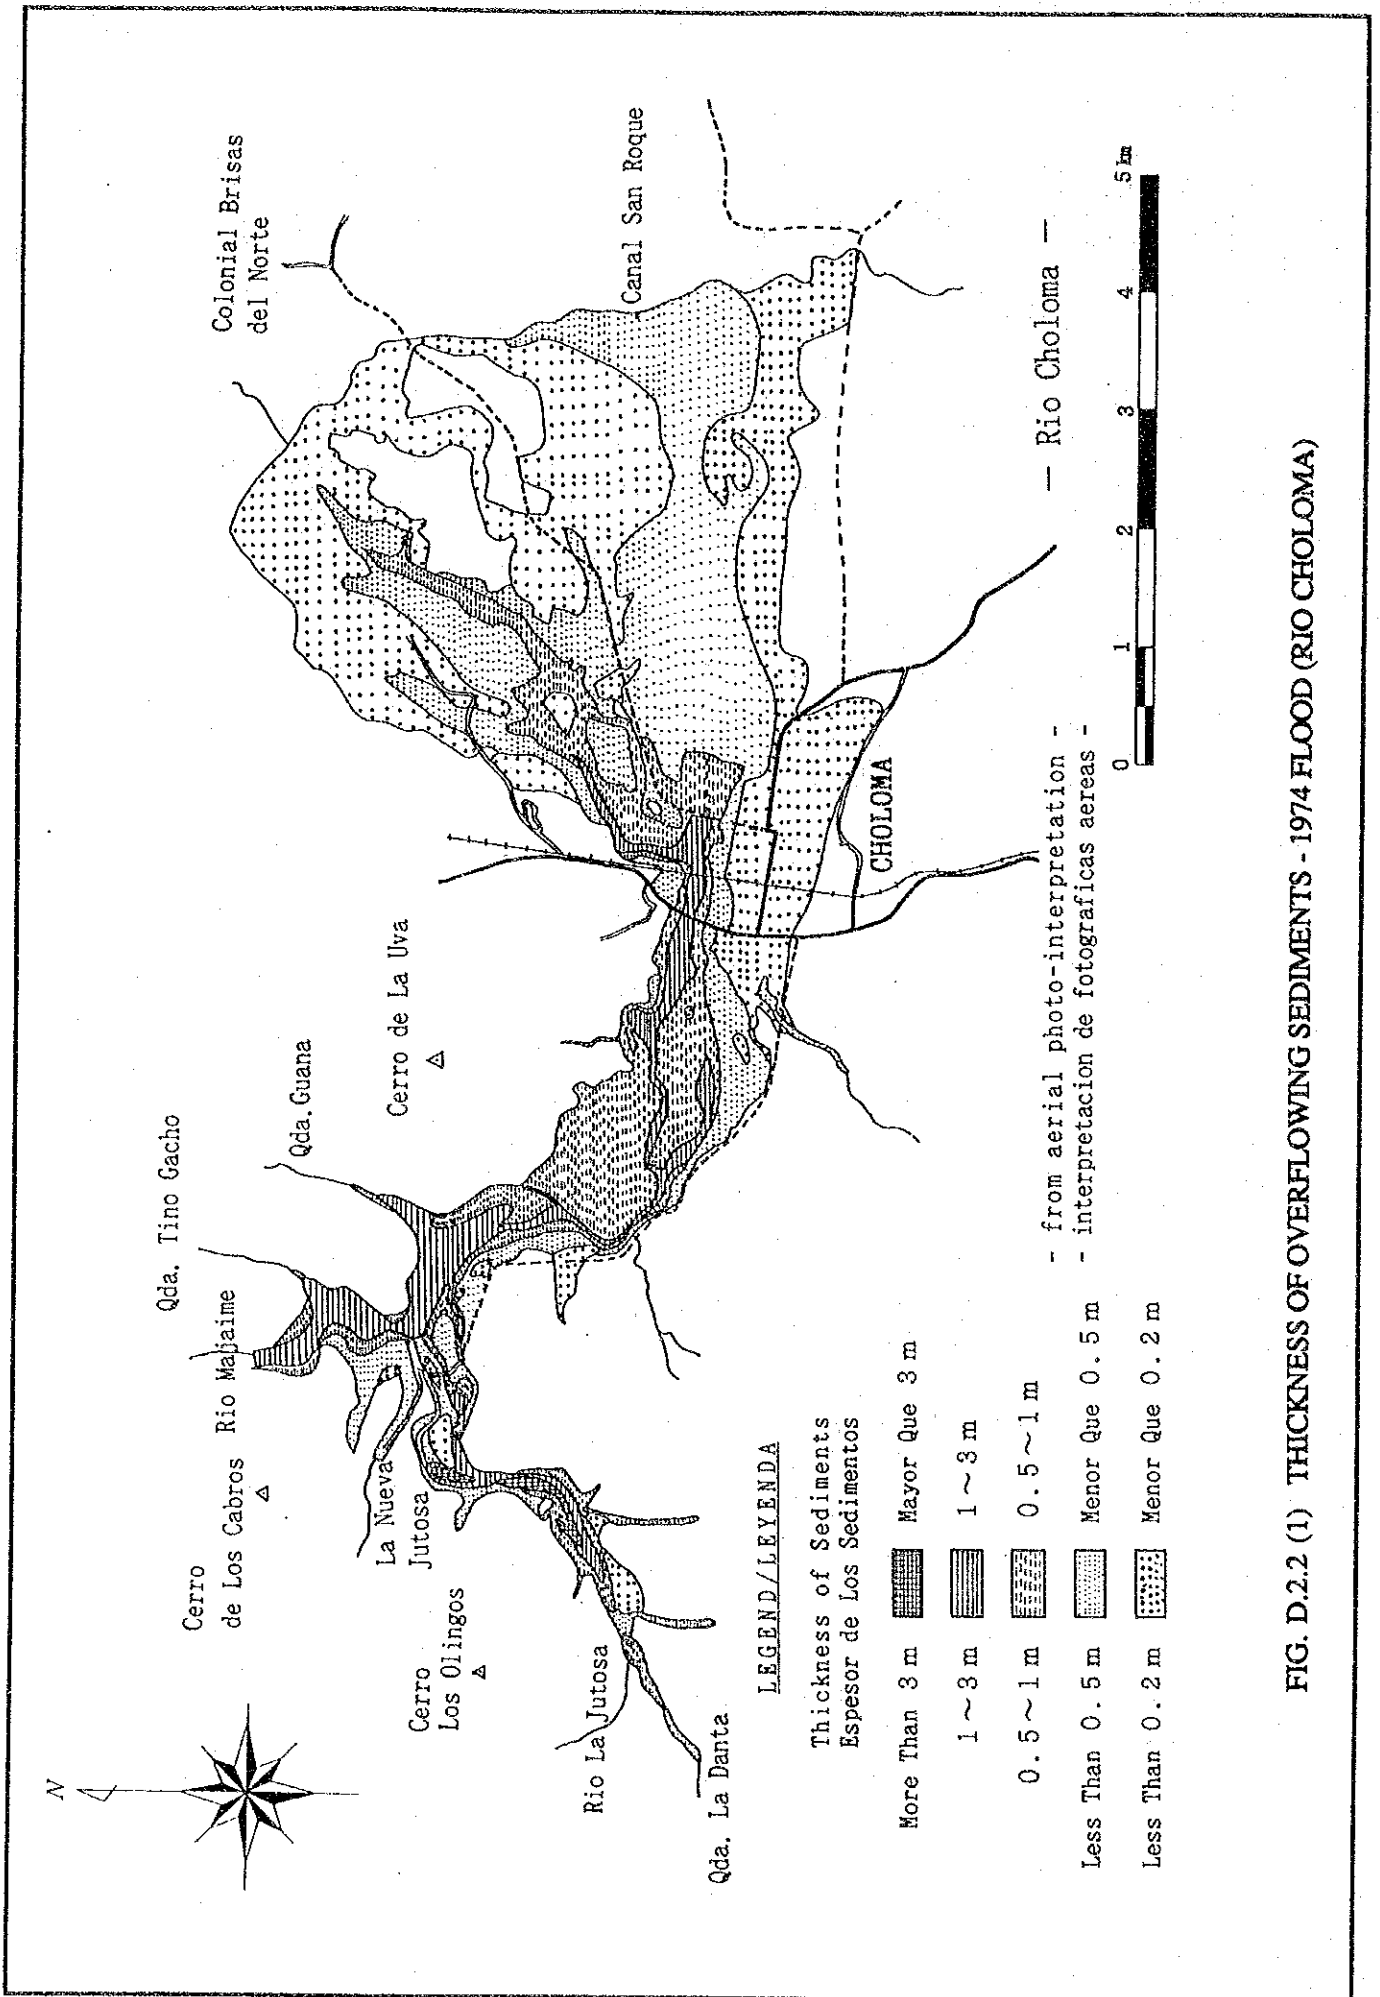 N
Cerro
de Los Cabros
Rio Majaime
Qda. Tino Gacho
Qda. Guana
Cerro de La Uva
Colonial Brisas
del Norte
Canal San Roque
Cerro
Los Olingos
La Nueva
Jutosa
Rio La Jutosa
Qda. La Danta
CHOLOMA
— Rio Choloma —
LEGEND/LEYENDA
Thickness of Sediments
Espesor de Los Sedimentos
More Than 3 m Mayor Que 3 m
1~3 m 1~3 m
0.5~1 m 0.5~1 m
Less Than 0.5 m Menor Que 0.5 m
Less Than 0.2 m Menor Que 0.2 m
- from aerial photo-interpretation -
- interpretacion de fotograficas aereas -
0 1 2 3 4 5 km
FIG. D.2.2 (1) THICKNESS OF OVERFLOWING SEDIMENTS - 1974 FLOOD (RIO CHOLOMA)